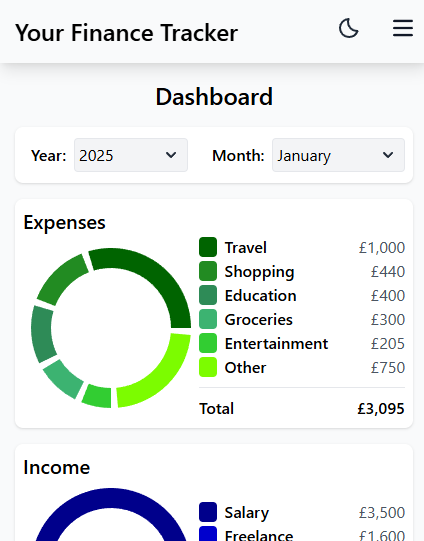 Your Finance Tracker
Dashboard
Year: 2025 Month: January
Expenses
Travel £1,000
Shopping £440
Education £400
Groceries £300
Entertainment £205
Other £750
Total £3,095
Income
Salary £3,500
Freelance £1,600